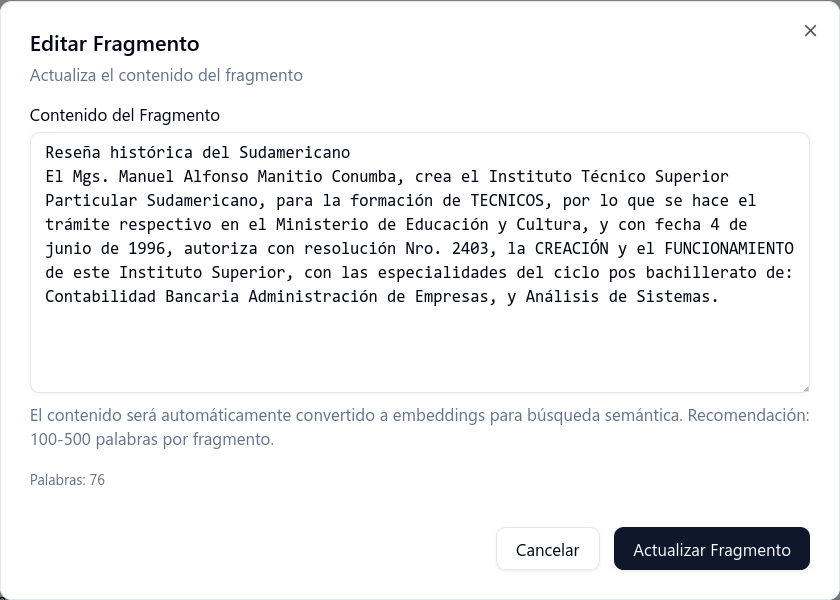 Editar Fragmento
Actualiza el contenido del fragmento
Contenido del Fragmento
Reseña histórica del Sudamericano
El Mgs. Manuel Alfonso Manitio Conumba, crea el Instituto Técnico Superior
Particular Sudamericano, para la formación de TECNICOS, por lo que se hace el
trámite respectivo en el Ministerio de Educación y Cultura, y con fecha 4 de
junio de 1996, autoriza con resolución Nro. 2403, la CREACIÓN y el FUNCIONAMIENTO
de este Instituto Superior, con las especialidades del ciclo pos bachillerato de:
Contabilidad Bancaria Administración de Empresas, y Análisis de Sistemas.
El contenido será automáticamente convertido a embeddings para búsqueda semántica. Recomendación:
100-500 palabras por fragmento.
Palabras: 76
Cancelar
Actualizar Fragmento